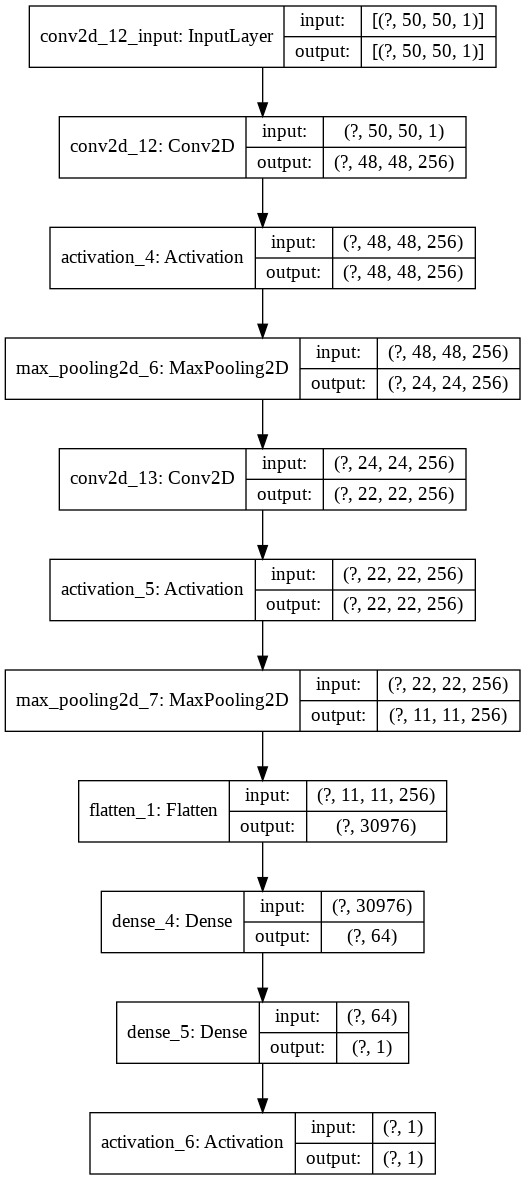 conv2d_12_input: InputLayer
input: [(?, 50, 50, 1)]
output: [(?, 50, 50, 1)]
conv2d_12: Conv2D
input: (?, 50, 50, 1)
output: (?, 48, 48, 256)
activation_4: Activation
input: (?, 48, 48, 256)
output: (?, 48, 48, 256)
max_pooling2d_6: MaxPooling2D
input: (?, 48, 48, 256)
output: (?, 24, 24, 256)
conv2d_13: Conv2D
input: (?, 24, 24, 256)
output: (?, 22, 22, 256)
activation_5: Activation
input: (?, 22, 22, 256)
output: (?, 22, 22, 256)
max_pooling2d_7: MaxPooling2D
input: (?, 22, 22, 256)
output: (?, 11, 11, 256)
flatten_1: Flatten
input: (?, 11, 11, 256)
output: (?, 30976)
dense_4: Dense
input: (?, 30976)
output: (?, 64)
dense_5: Dense
input: (?, 64)
output: (?, 1)
activation_6: Activation
input: (?, 1)
output: (?, 1)